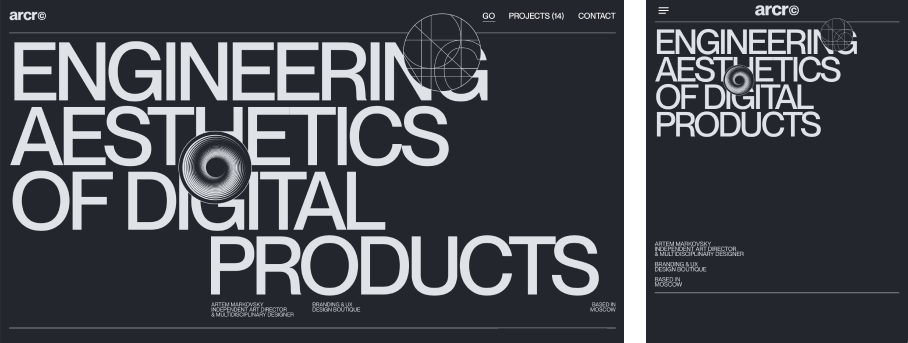 arcr©
GO PROJECTS (14) CONTACT
ENGINEERING
AESTHETICS
OF DIGITAL
PRODUCTS
ARTEM MARKOVSKY
INDEPENDENT ART DIRECTOR
& MULTIDISCIPLINARY DESIGNER
BRANDING & UX
DESIGN BOUTIQUE
BASED IN
MOSCOW
arcr©
ENGINEERING
AESTHETICS
OF DIGITAL
PRODUCTS
ARTEM MARKOVSKY
INDEPENDENT ART DIRECTOR
& MULTIDISCIPLINARY DESIGNER
BRANDING & UX
DESIGN BOUTIQUE
BASED IN
MOSCOW